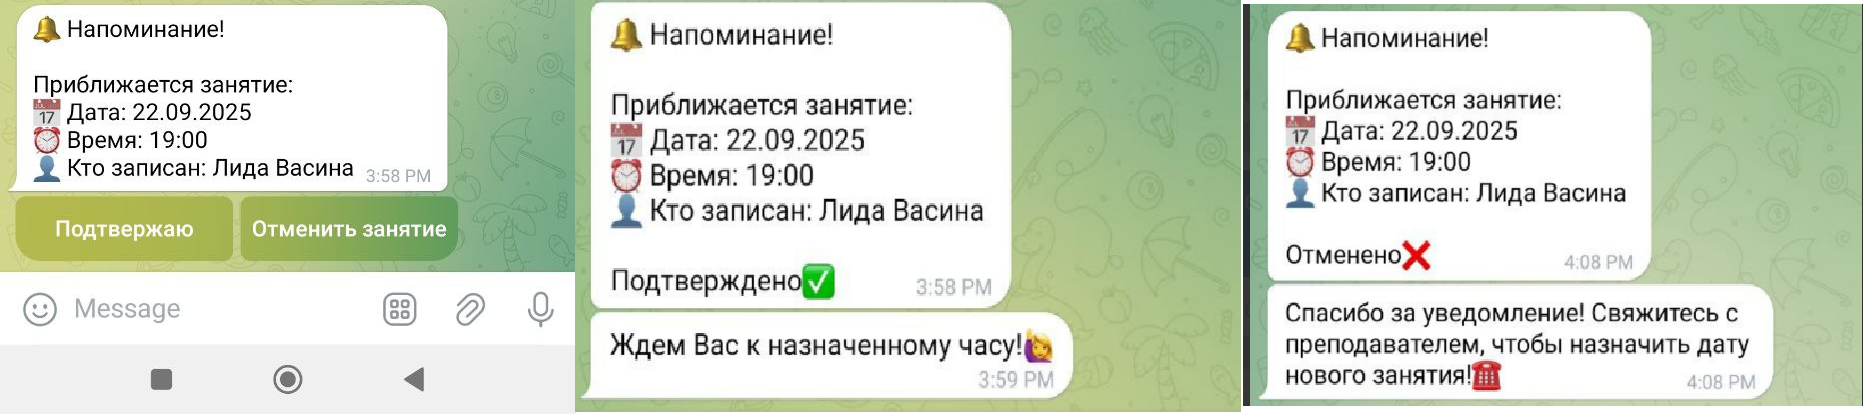 🔔 Напоминание!
Приближается занятие:
📅 Дата: 22.09.2025
⏰ Время: 19:00
👤 Кто записан: Лида Васина 3:58 PM
Подтвержаю
Отменить занятие
Message
🔔 Напоминание!
Приближается занятие:
📅 Дата: 22.09.2025
⏰ Время: 19:00
👤 Кто записан: Лида Васина
Подтверждено✅ 3:58 PM
Ждем Вас к назначенному часу!🙋‍♀️
3:59 PM
🔔 Напоминание!
Приближается занятие:
📅 Дата: 22.09.2025
⏰ Время: 19:00
👤 Кто записан: Лида Васина
Отменено❌ 4:08 PM
Спасибо за уведомление! Свяжитесь с
преподавателем, чтобы назначить дату
нового занятия!☎️ 4:08 PM